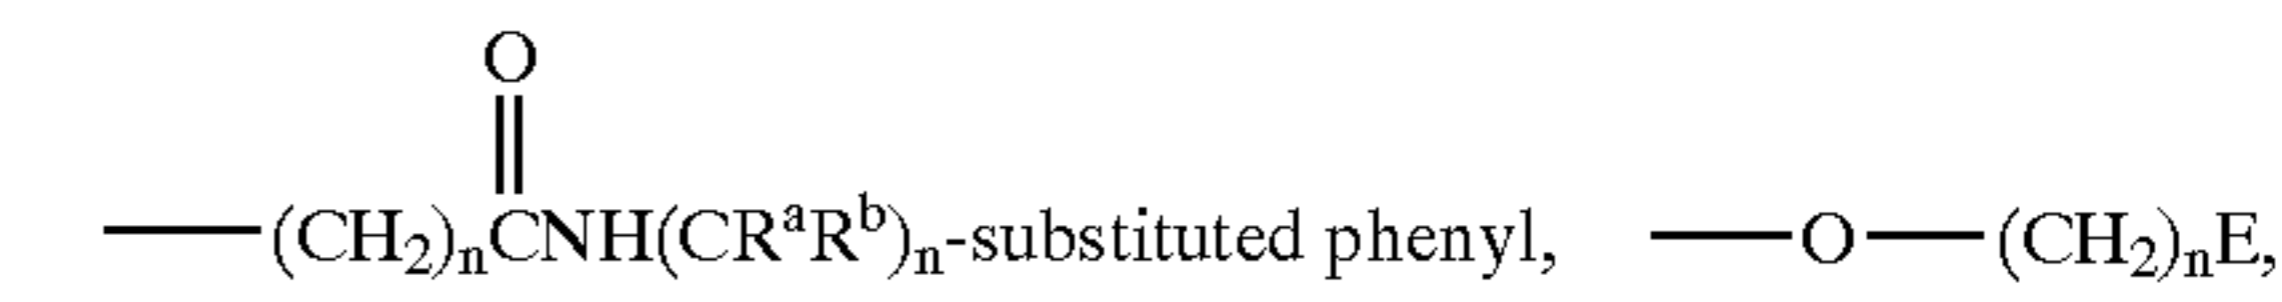 O
—(CH₂)ₙCNH(CRᵃRᵇ)ₙ-substituted phenyl, —O—(CH₂)ₙE,